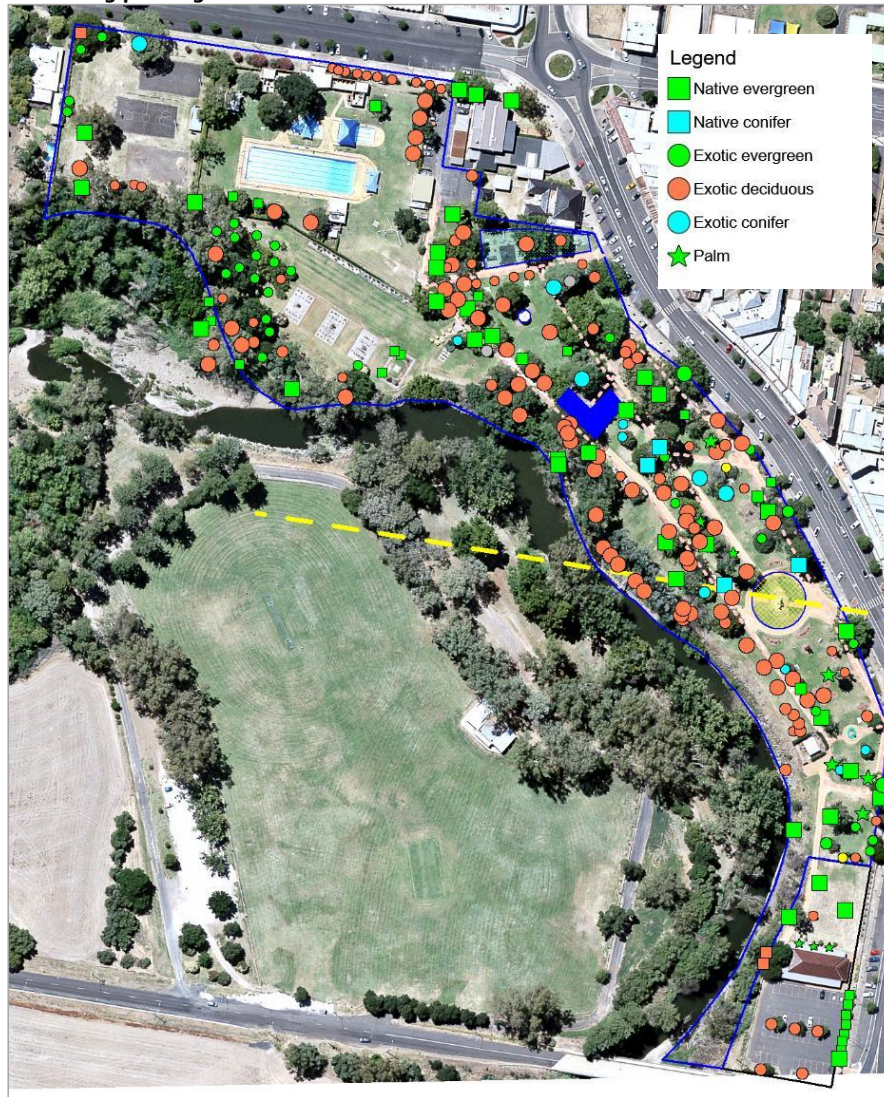 Legend
Native evergreen
Native conifer
Exotic evergreen
Exotic deciduous
Exotic conifer
Palm